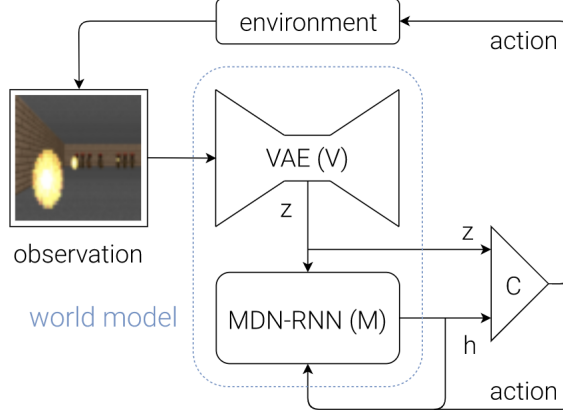 environment
action
VAE (V)
z
z
observation
C
world model
MDN-RNN (M)
h
action